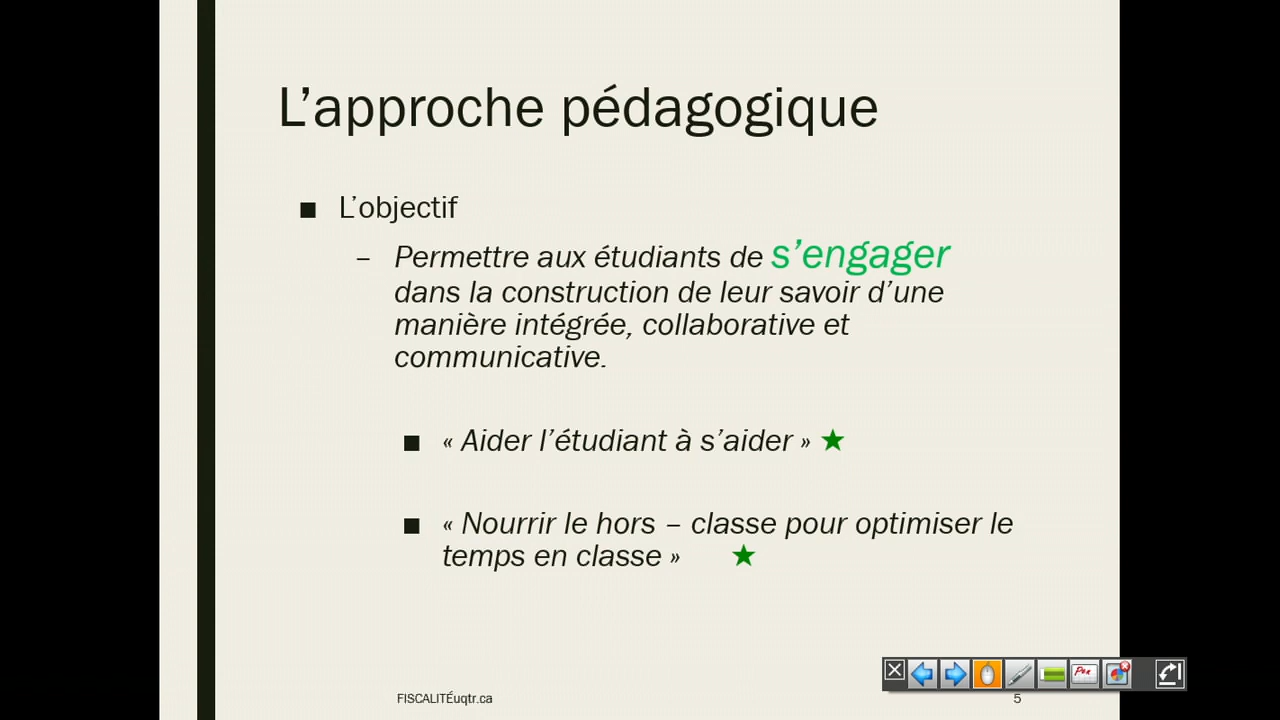 L’approche pédagogique
■ L’objectif
– Permettre aux étudiants de s’engager
dans la construction de leur savoir d’une
manière intégrée, collaborative et
communicative.
■ « Aider l’étudiant à s’aider » ★
■ « Nourrir le hors – classe pour optimiser le
temps en classe » ★
Pen
FISCALITÉuqtr.ca
5